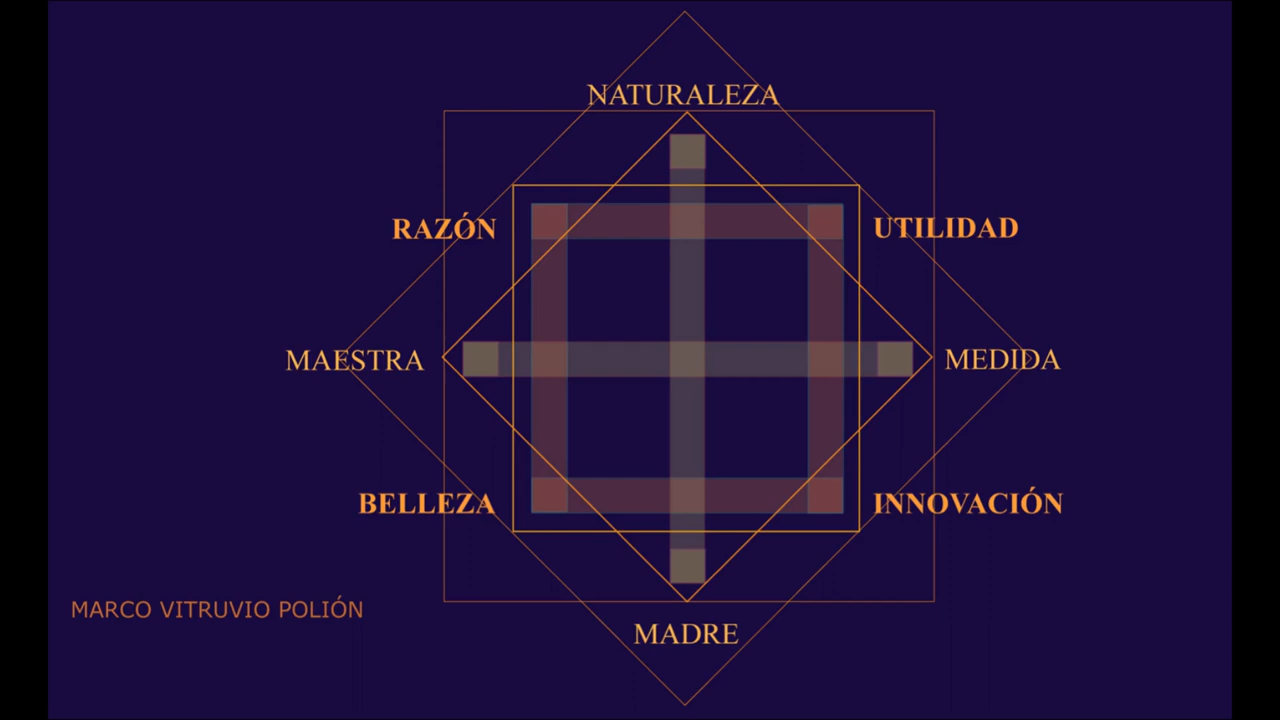 NATURALEZA
RAZÓN
UTILIDAD
MAESTRA
MEDIDA
BELLEZA
INNOVACIÓN
MARCO VITRUVIO POLIÓN
MADRE